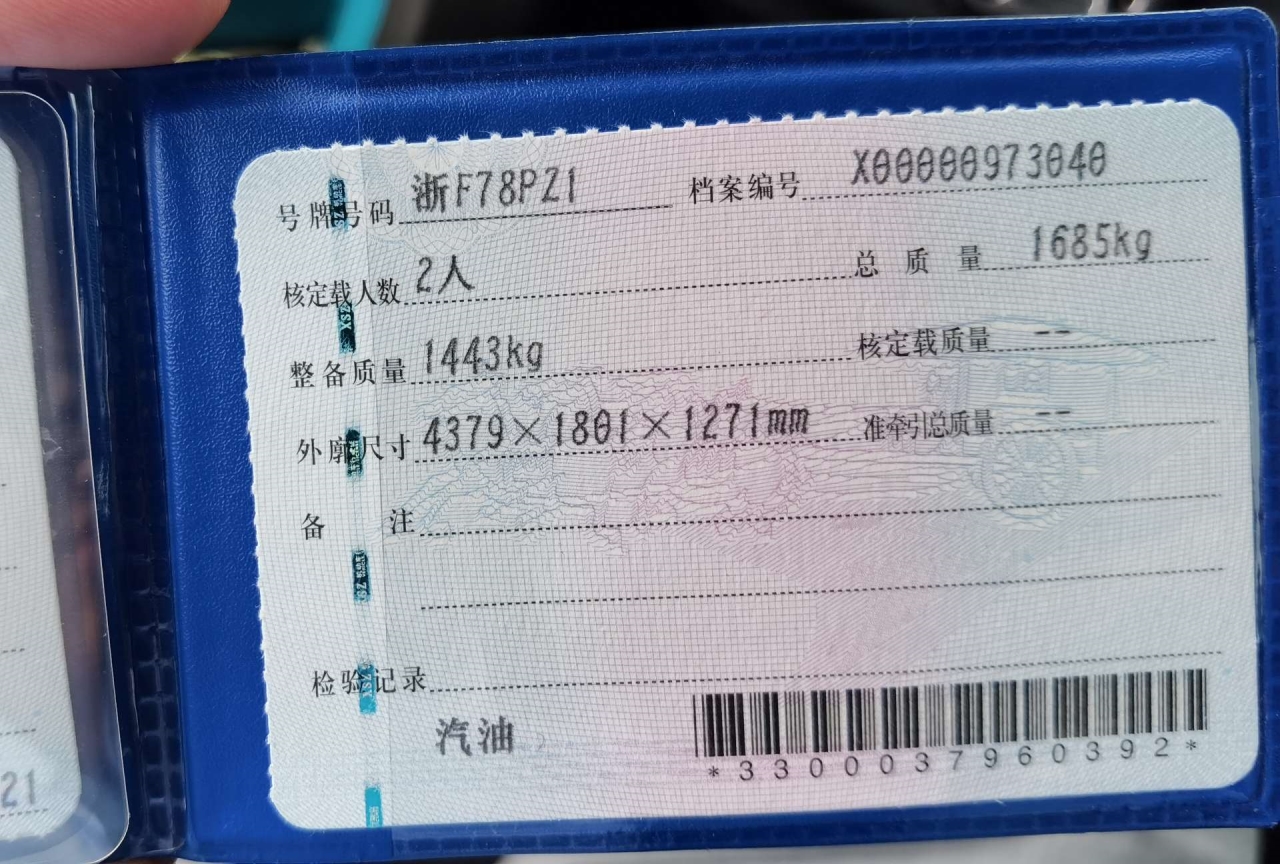 号牌号码 浙F78PZ1 档案编号 X00000973040
核定载人数 2人 总质量 1685kg
整备质量 1443kg 核定载质量 --
外廓尺寸 4379×1801×1271mm 准牵引总质量 --
备注
检验记录
汽油
*3300037960392*
21